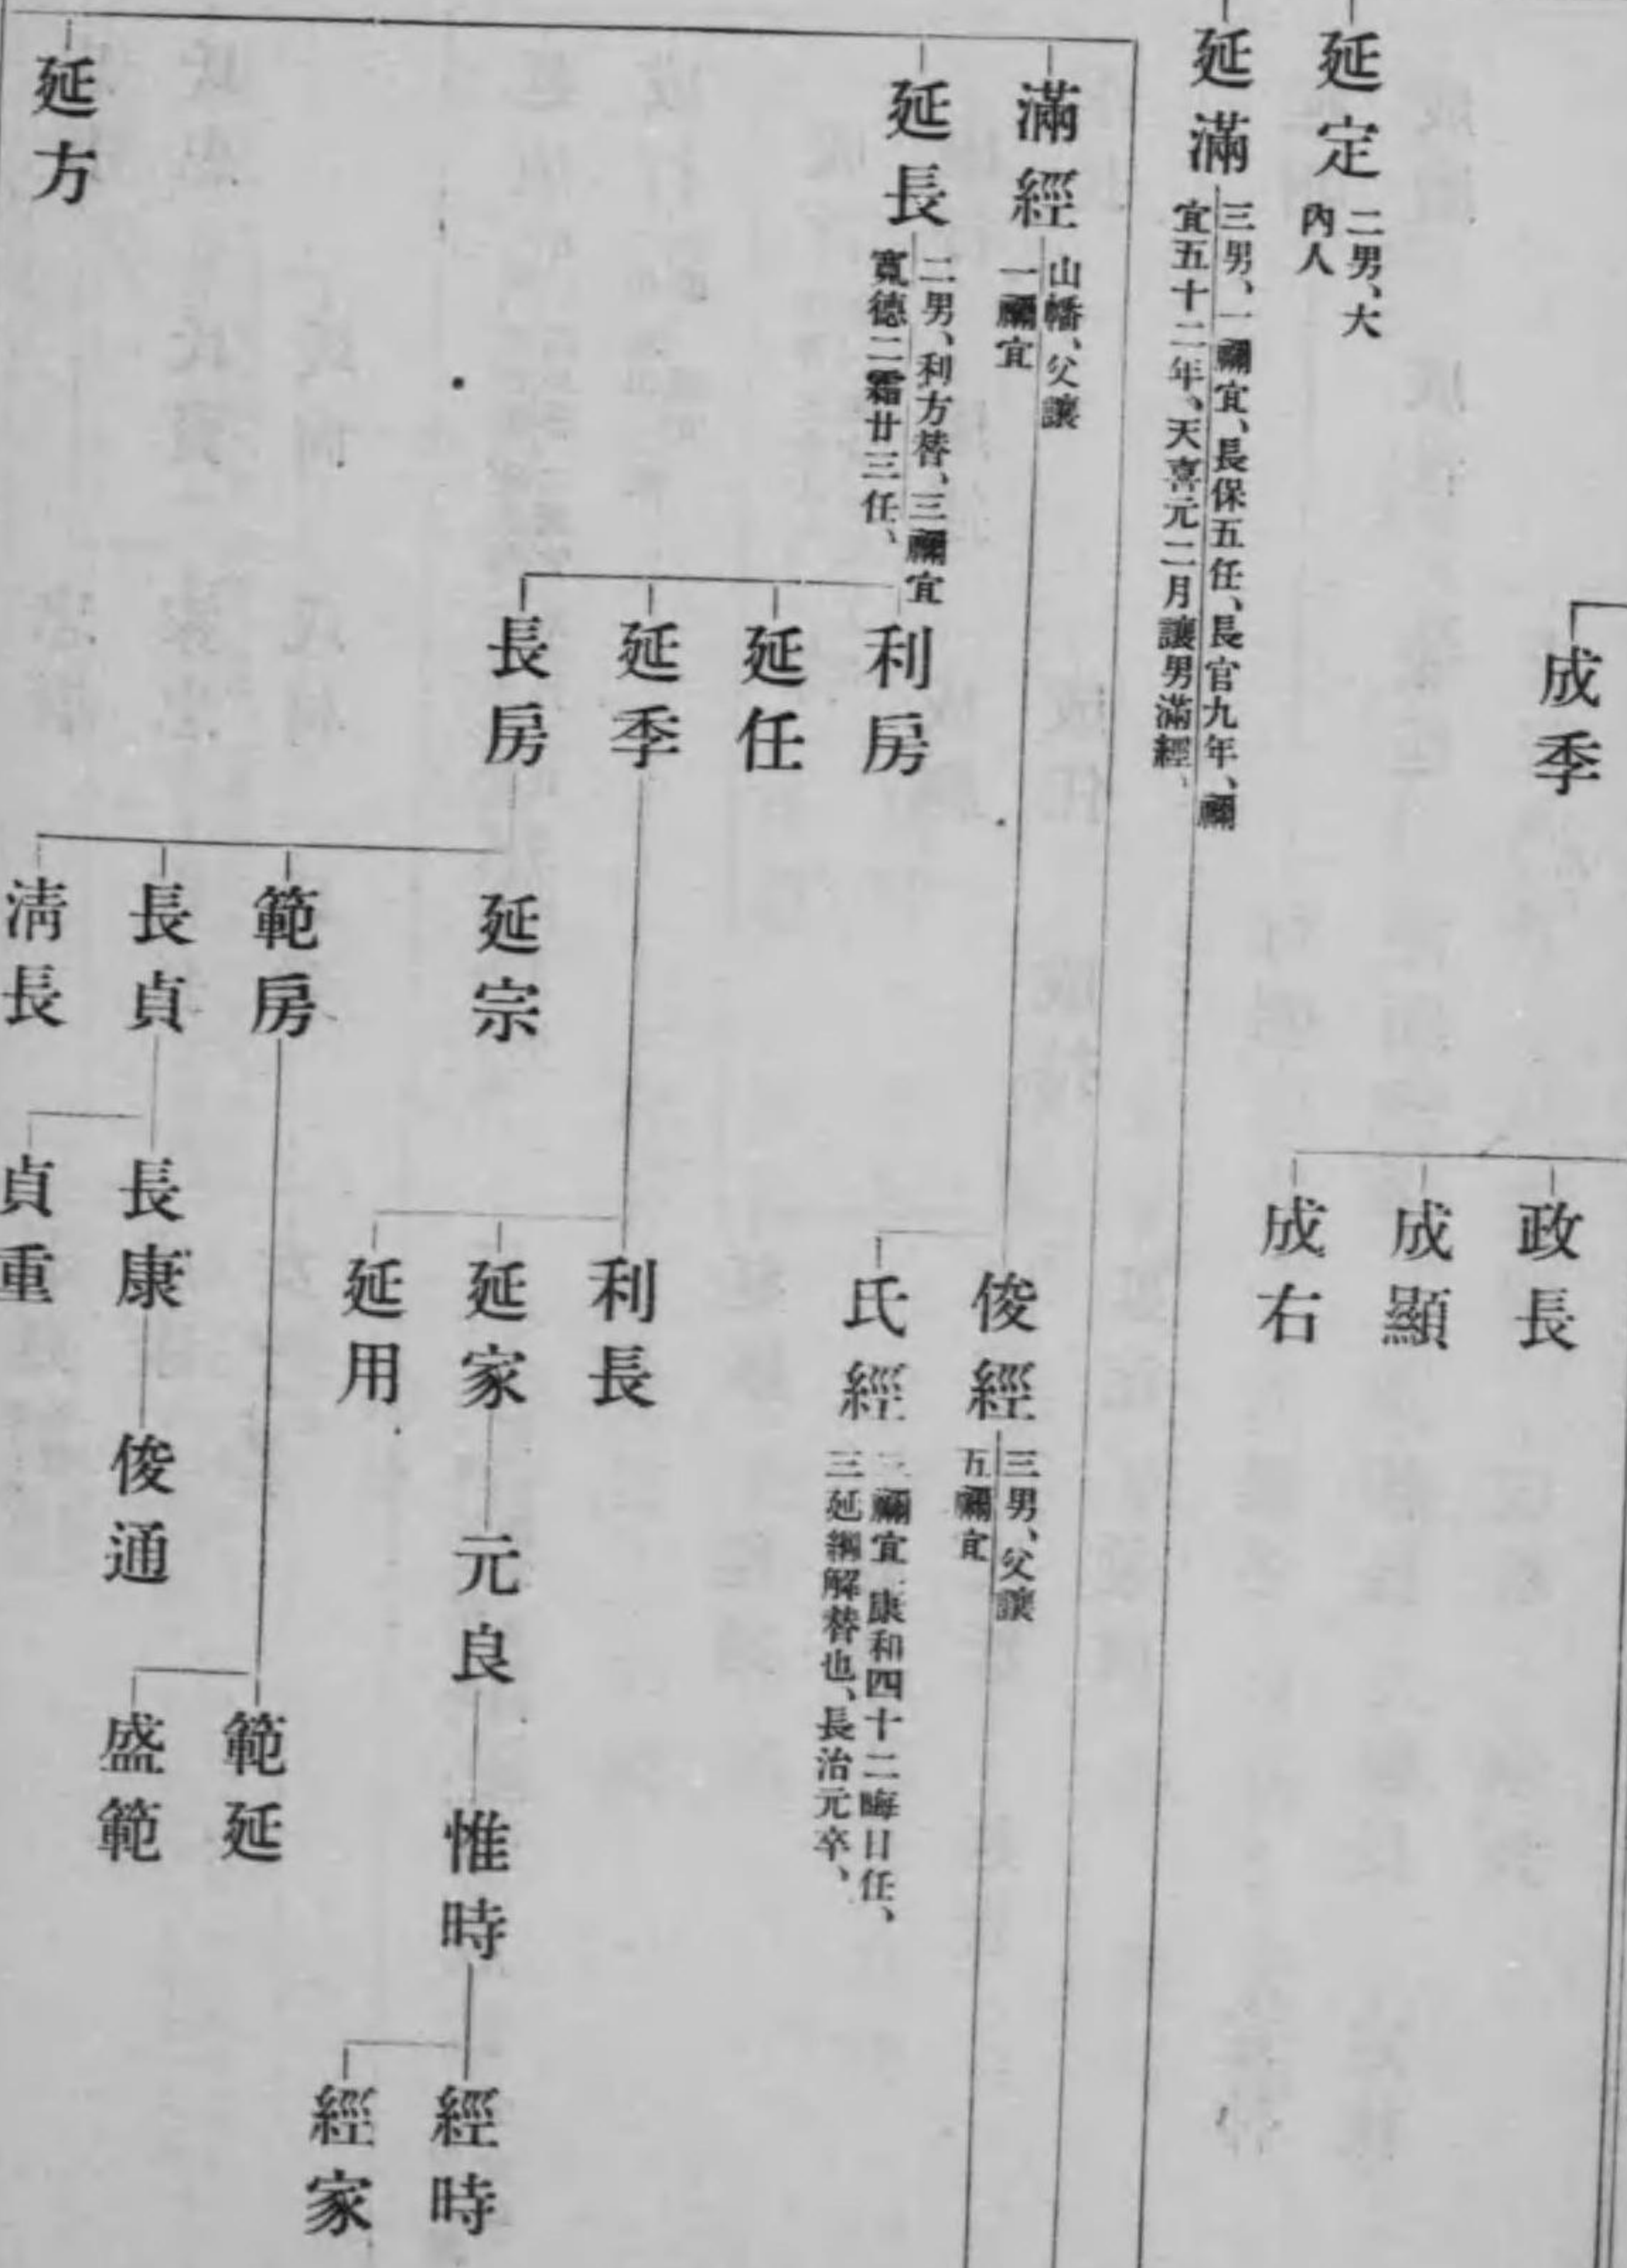 延定
二男、大
內人
延滿
三男、一禰宜、長保五任、長官九年、禰
宜五十二年、天喜元二月讓男滿經、
成季
政長
成顯
成右
滿經
山幡、父讓
一禰宜
俊經
三男、父讓
五禰宜
氏經
三禰宜、康和四十二晦日任、
三延綱解替也、長治元卒、
延長
二男、利方替、三禰宜
寬德二霜廿三任、
利房
延任
延季
長房
利長
延家
延用
元良
惟時
經時
經家
延宗
範房
長貞
淸長
範延
盛範
長康
貞重
俊通
延方